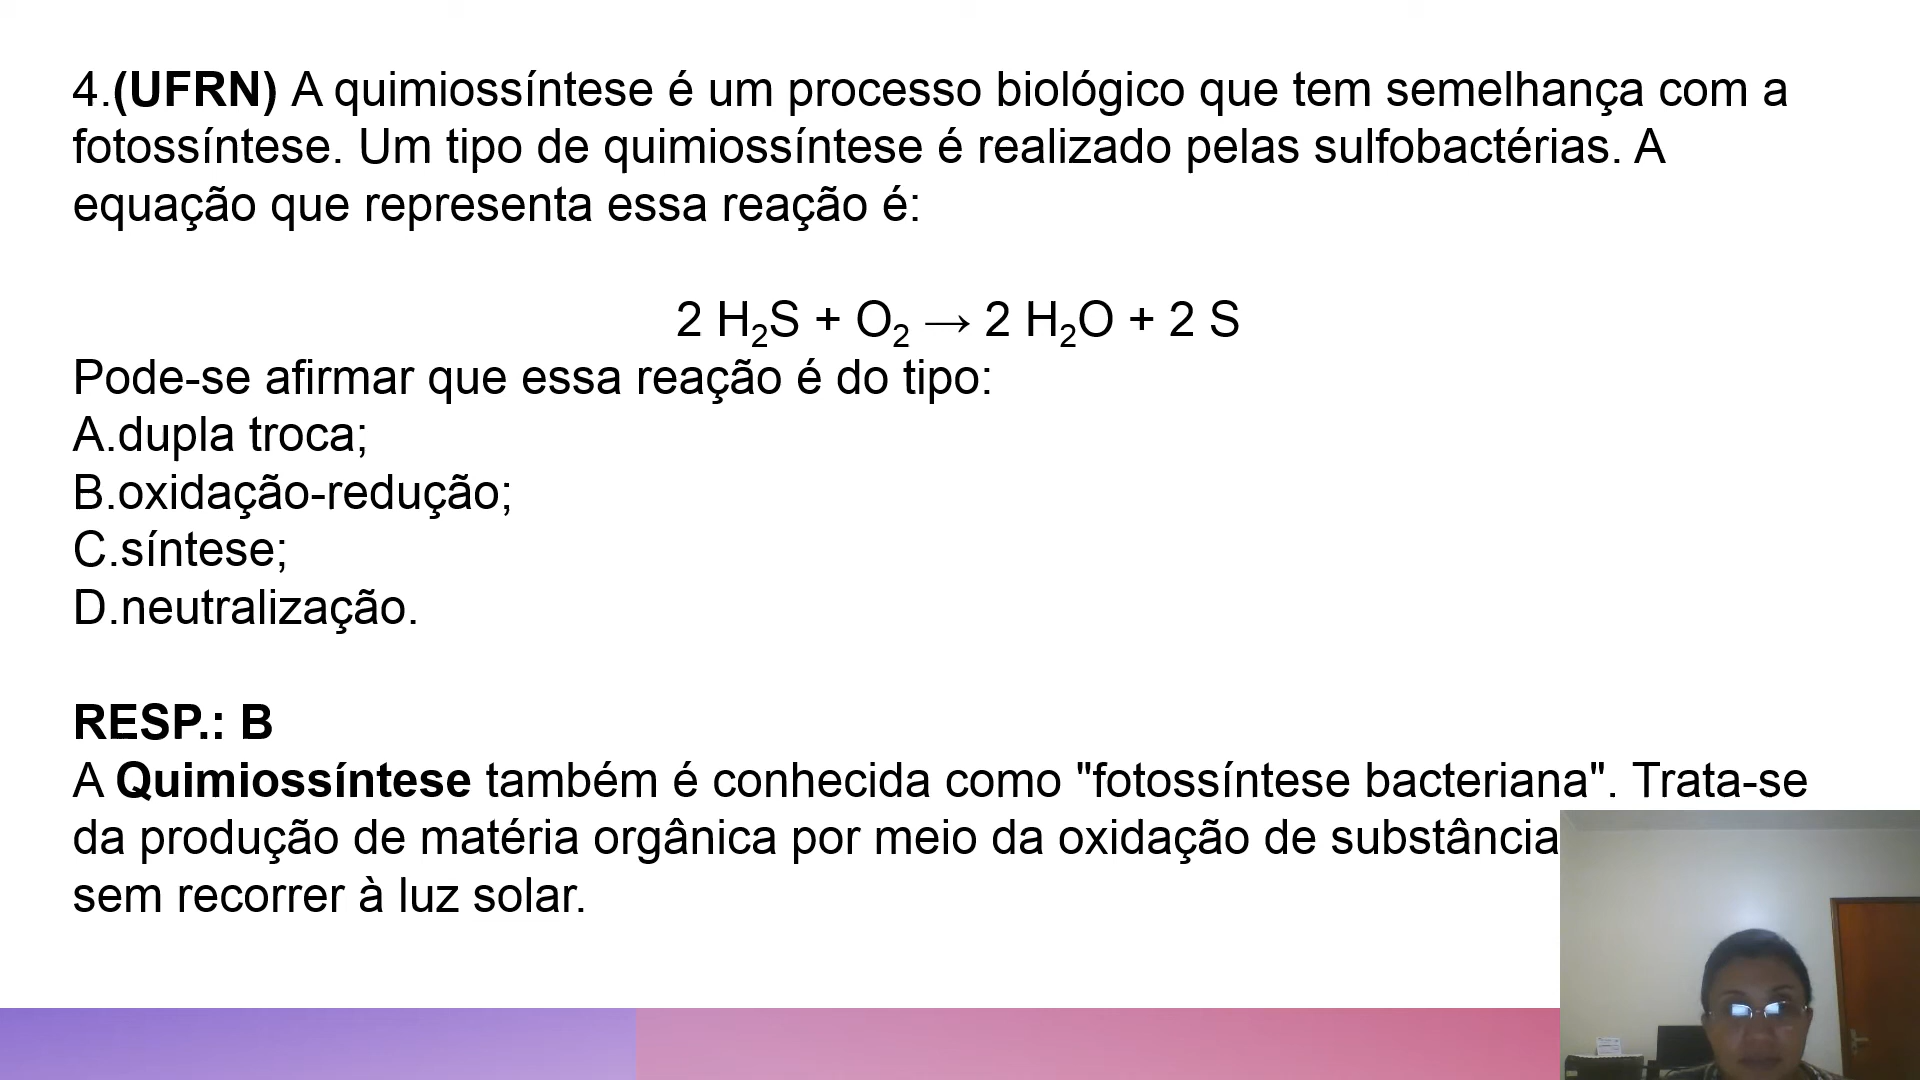 4.(UFRN) A quimiossíntese é um processo biológico que tem semelhança com a
fotossíntese. Um tipo de quimiossíntese é realizado pelas sulfobactérias. A
equação que representa essa reação é:
2 H₂S + O₂ → 2 H₂O + 2 S
Pode-se afirmar que essa reação é do tipo:
A.dupla troca;
B.oxidação-redução;
C.síntese;
D.neutralização.
RESP.: B
A Quimiossíntese também é conhecida como "fotossíntese bacteriana". Trata-se
da produção de matéria orgânica por meio da oxidação de substância
sem recorrer à luz solar.